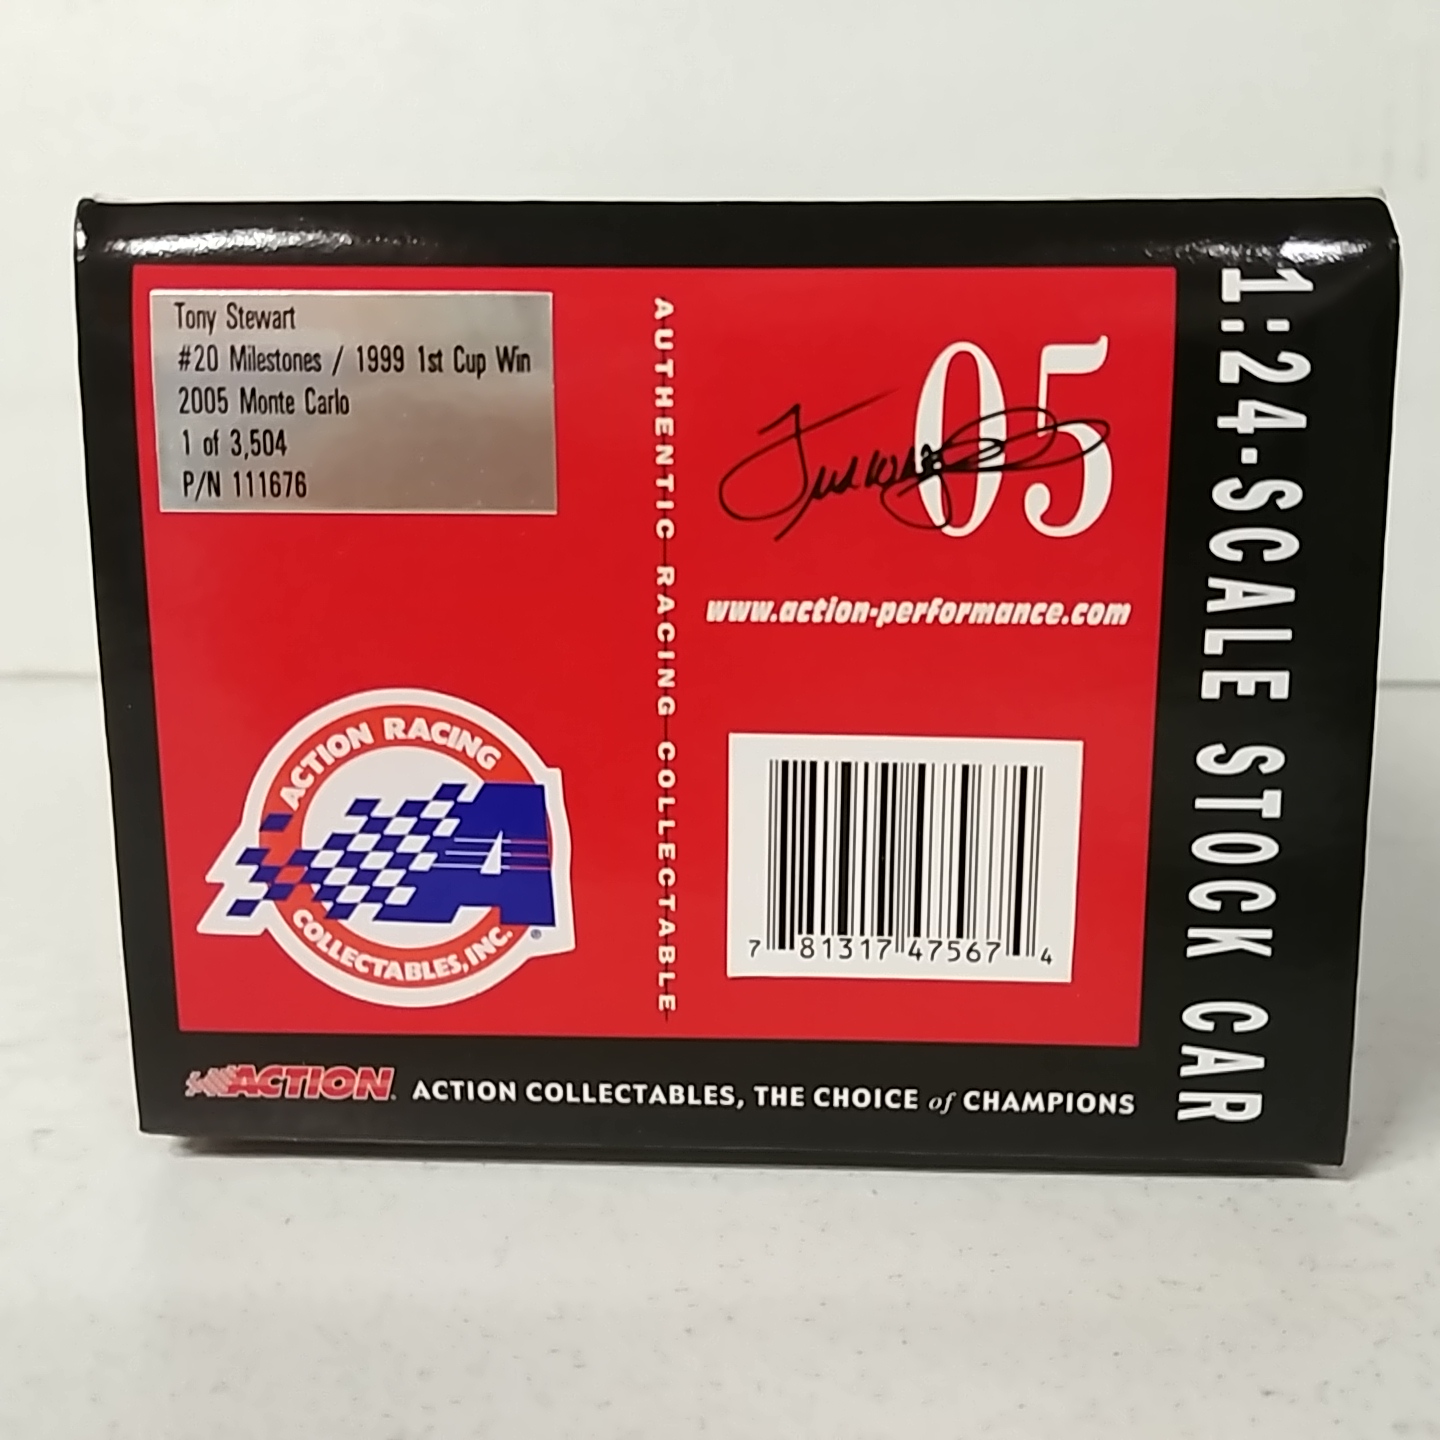 Tony Stewart
#20 Milestones / 1999 1st Cup Win
2005 Monte Carlo
1 of 3,504
P/N 111676
AUTHENTIC RACING COLLECTABLE
05
www.action-performance.com
ACTION RACING
COLLECTABLES, INC.
®
7 81317 47567 4
ACTION ACTION COLLECTABLES, THE CHOICE of CHAMPIONS
1:24-SCALE STOCK CAR